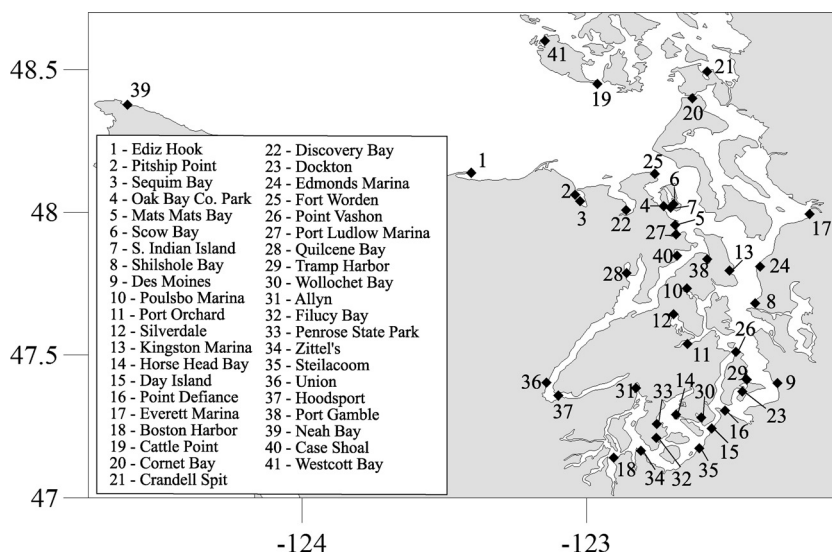 48.5
48
47.5
47
-124
-123
39
41
19
21
20
1
2
3
22
25
6
4
7
5
27
17
40
38
13
24
28
10
8
12
11
26
36
37
31
33
14
30
29
9
23
16
15
35
32
34
18
1 - Ediz Hook
2 - Pitship Point
3 - Sequim Bay
4 - Oak Bay Co. Park
5 - Mats Mats Bay
6 - Scow Bay
7 - S. Indian Island
8 - Shilshole Bay
9 - Des Moines
10 - Poulsbo Marina
11 - Port Orchard
12 - Silverdale
13 - Kingston Marina
14 - Horse Head Bay
15 - Day Island
16 - Point Defiance
17 - Everett Marina
18 - Boston Harbor
19 - Cattle Point
20 - Cornet Bay
21 - Crandell Spit
22 - Discovery Bay
23 - Dockton
24 - Edmonds Marina
25 - Fort Worden
26 - Point Vashon
27 - Port Ludlow Marina
28 - Quilcene Bay
29 - Tramp Harbor
30 - Wollochet Bay
31 - Allyn
32 - Filucy Bay
33 - Penrose State Park
34 - Zittel's
35 - Steilacoom
36 - Union
37 - Hoodsport
38 - Port Gamble
39 - Neah Bay
40 - Case Shoal
41 - Westcott Bay